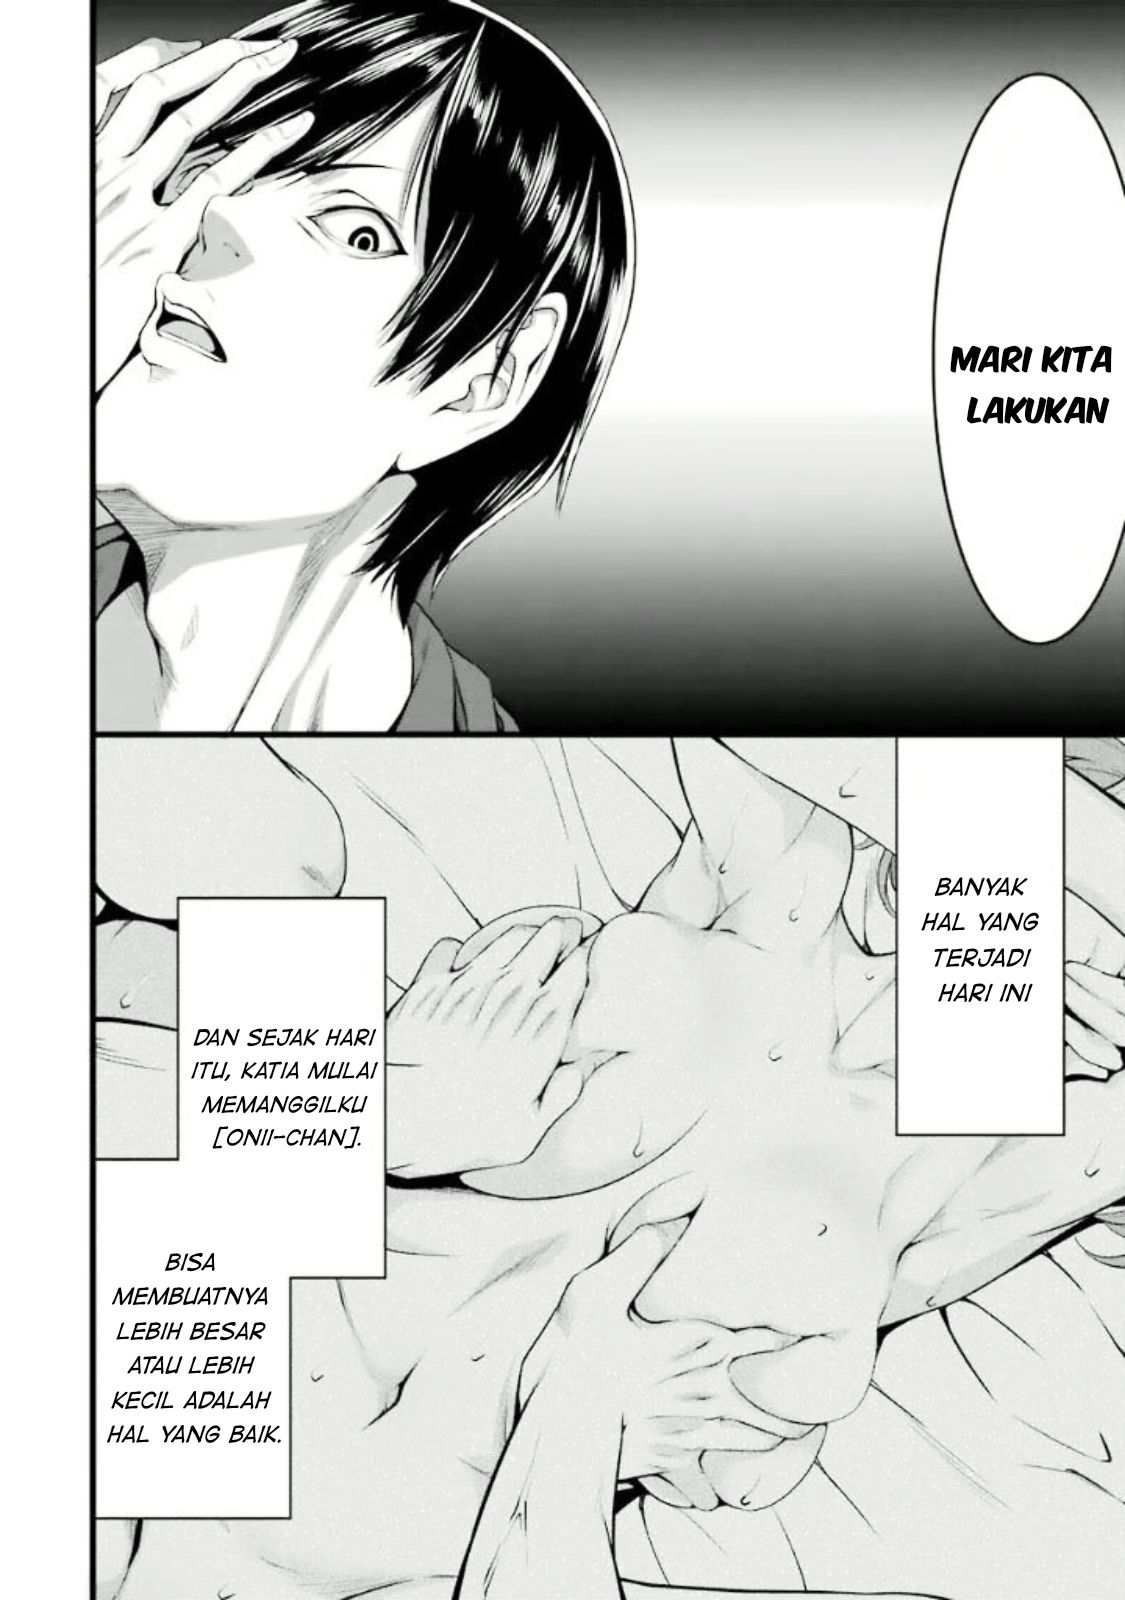 MARI KITA
LAKUKAN
BANYAK
HAL YANG
TERJADI
HARI INI
DAN SEJAK HARI
ITU, KATIA MULAI
MEMANGGILKU
[ONII-CHAN].
BISA
MEMBUATNYA
LEBIH BESAR
ATAU LEBIH
KECIL ADALAH
HAL YANG BAIK.